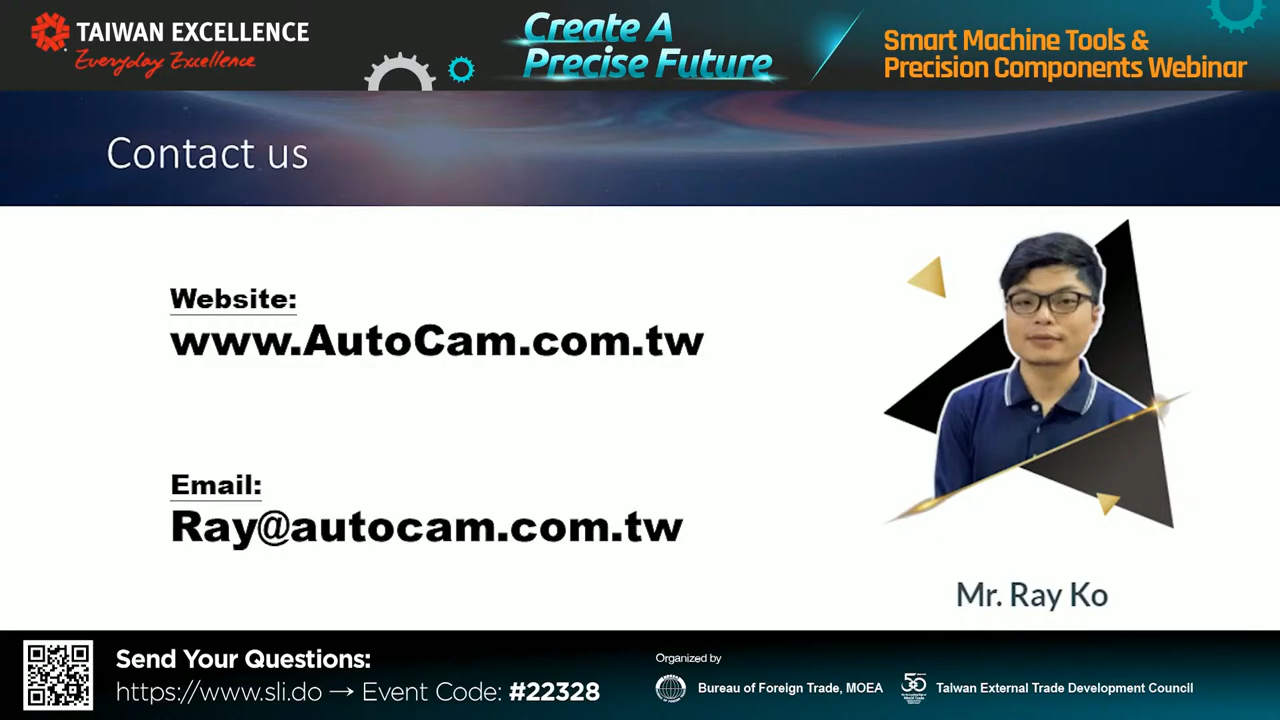 TAIWAN EXCELLENCE
Everyday Excellence
Create A
Precise Future
Smart Machine Tools &
Precision Components Webinar
Contact us
Website:
www.AutoCam.com.tw
Email:
Ray@autocam.com.tw
Mr. Ray Ko
Send Your Questions:
https://www.sli.do → Event Code: #22328
Organized by
Bureau of Foreign Trade, MOEA
50
Taiwan External Trade Development Council